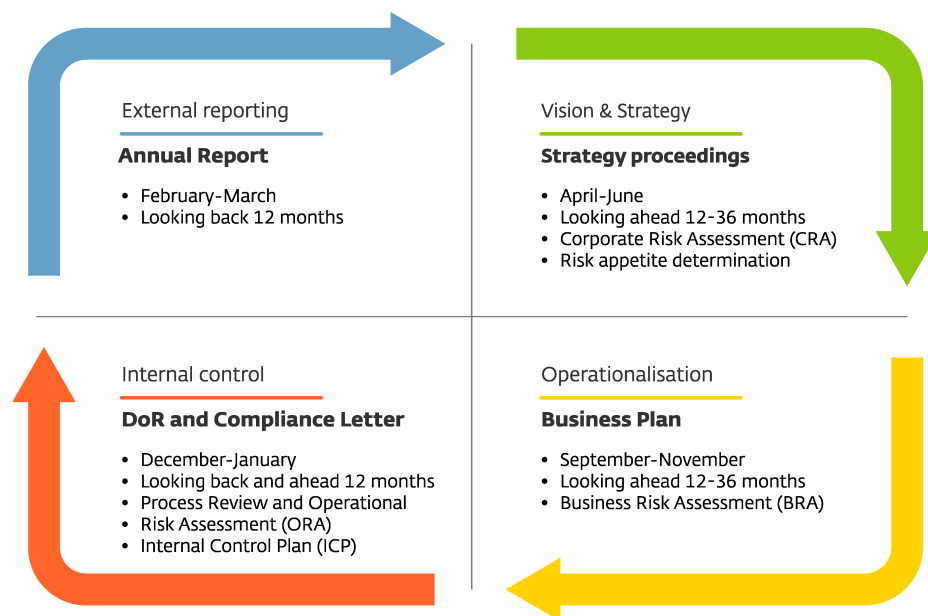 External reporting
Annual Report
• February-March
• Looking back 12 months
Vision & Strategy
Strategy proceedings
• April-June
• Looking ahead 12-36 months
• Corporate Risk Assessment (CRA)
• Risk appetite determination
Internal control
DoR and Compliance Letter
• December-January
• Looking back and ahead 12 months
• Process Review and Operational
• Risk Assessment (ORA)
• Internal Control Plan (ICP)
Operationalisation
Business Plan
• September-November
• Looking ahead 12-36 months
• Business Risk Assessment (BRA)